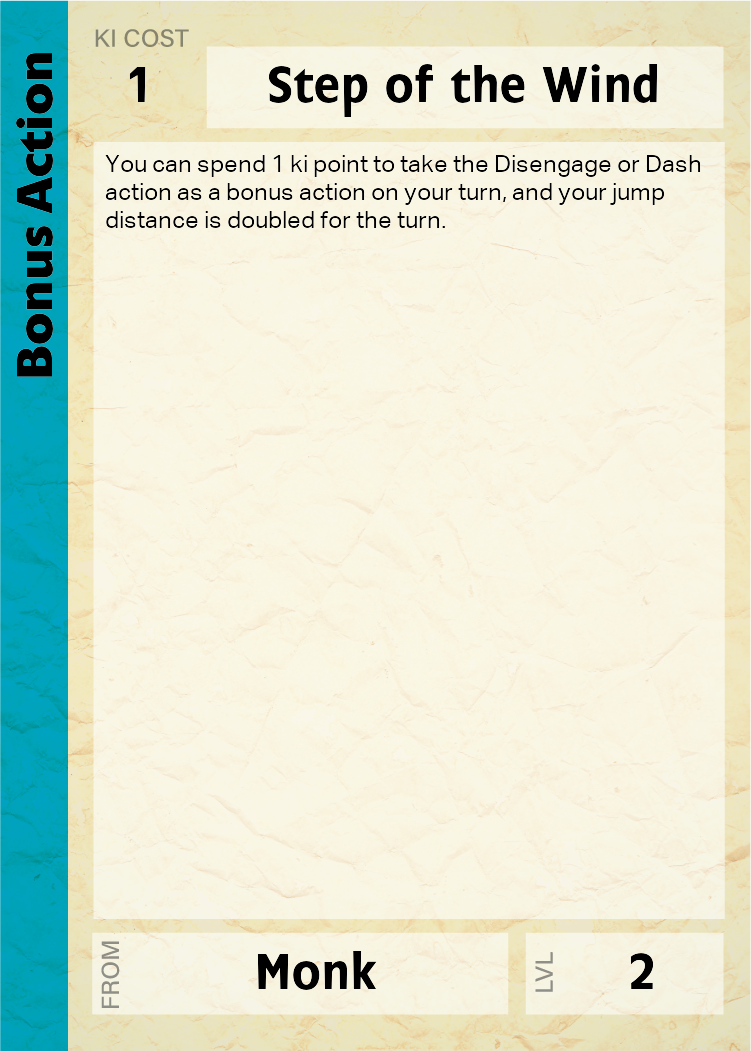 Bonus Action
KI COST
1
Step of the Wind
You can spend 1 ki point to take the Disengage or Dash
action as a bonus action on your turn, and your jump
distance is doubled for the turn.
FROM
Monk
LVL
2